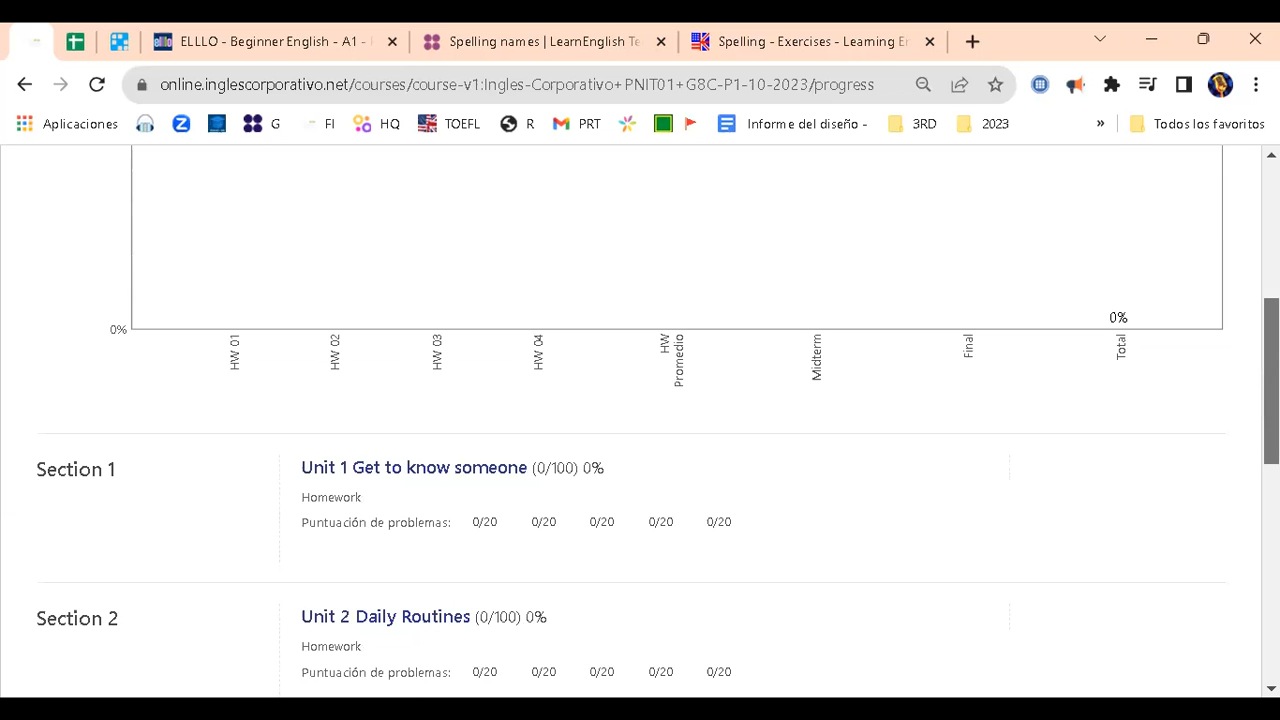 ELLLO - Beginner English - A1 -
Spelling names | LearnEnglish Te
Spelling - Exercises - Learning En
online.inglescorporativo.net/courses/course-v1:Ingles-Corporativo+PNIT01+G8C-P1-10-2023/progress
Aplicaciones
G
FI
HQ
TOEFL
R
PRT
Informe del diseño -
3RD
2023
»
Todos los favoritos
0%
0%
HW 01
HW 02
HW 03
HW 04
HW
Promedio
Midterm
Final
Total
Section 1
Unit 1 Get to know someone (0/100) 0%
Homework
Puntuación de problemas: 0/20 0/20 0/20 0/20 0/20
Section 2
Unit 2 Daily Routines (0/100) 0%
Homework
Puntuación de problemas: 0/20 0/20 0/20 0/20 0/20